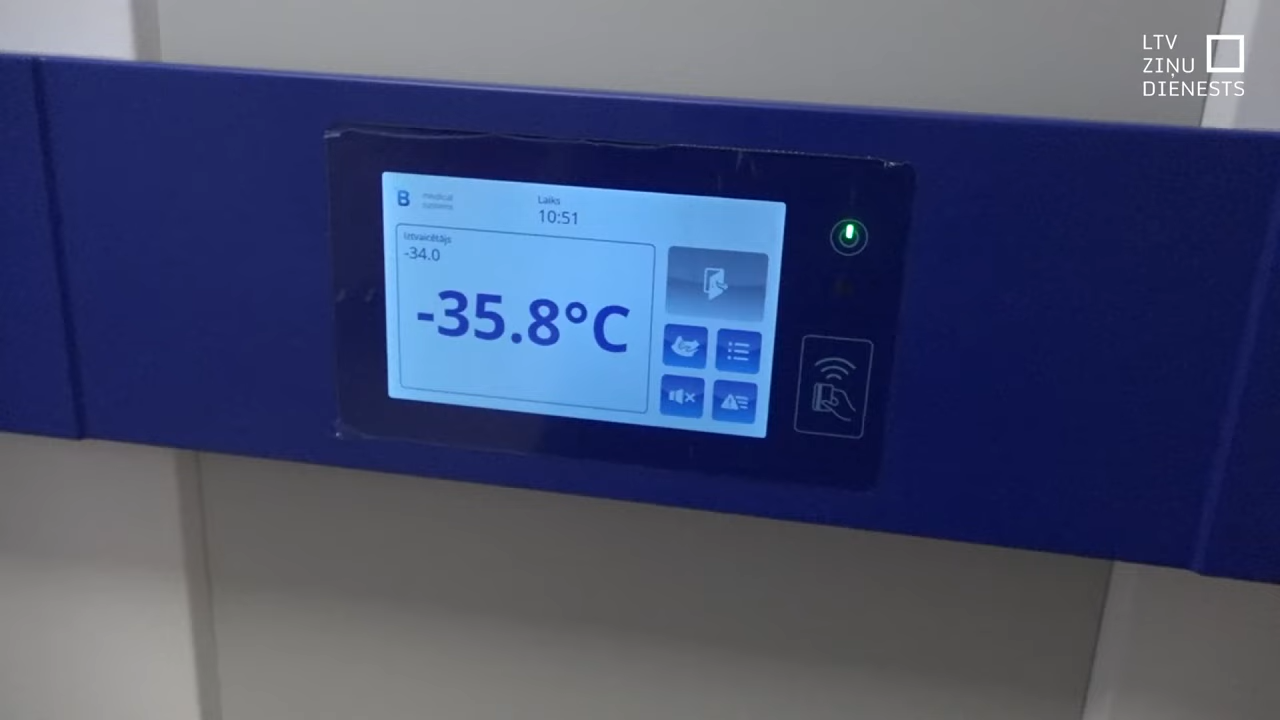 LTV
ZIŅU
DIENESTS
B medical
systems
Laiks
10:51
Iztvaicētājs
-34.0
-35.8°C